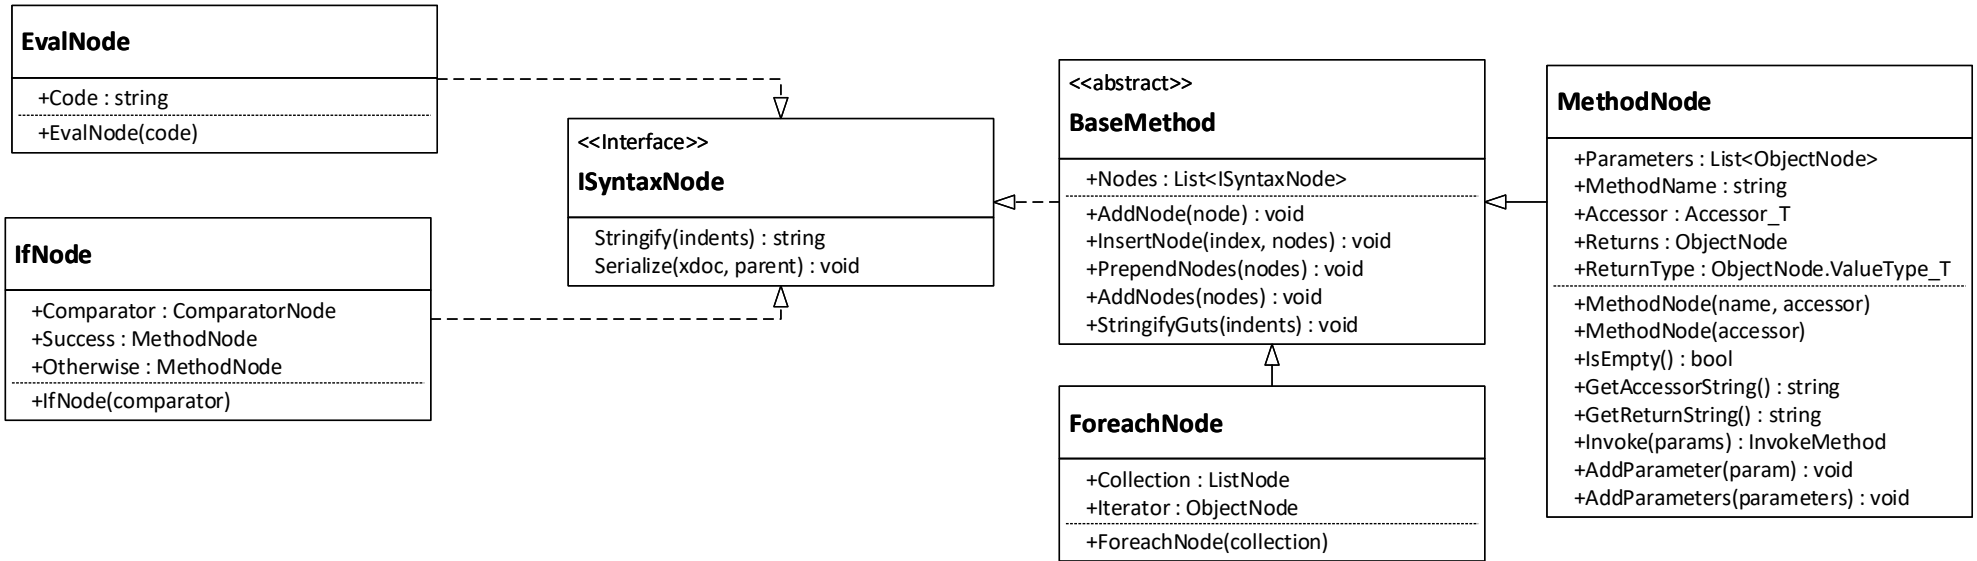 EvalNode
+Code : string
+EvalNode(code)
IfNode
+Comparator : ComparatorNode
+Success : MethodNode
+Otherwise : MethodNode
+IfNode(comparator)
<<Interface>>
ISyntaxNode
Stringify(indents) : string
Serialize(xdoc, parent) : void
<<abstract>>
BaseMethod
+Nodes : List<ISyntaxNode>
+AddNode(node) : void
+InsertNode(index, nodes) : void
+PrependNodes(nodes) : void
+AddNodes(nodes) : void
+StringifyGuts(indents) : void
ForeachNode
+Collection : ListNode
+Iterator : ObjectNode
+ForeachNode(collection)
MethodNode
+Parameters : List<ObjectNode>
+MethodName : string
+Accessor : Accessor_T
+Returns : ObjectNode
+ReturnType : ObjectNode.ValueType_T
+MethodNode(name, accessor)
+MethodNode(accessor)
+IsEmpty() : bool
+GetAccessorString() : string
+GetReturnString() : string
+Invoke(params) : InvokeMethod
+AddParameter(param) : void
+AddParameters(parameters) : void